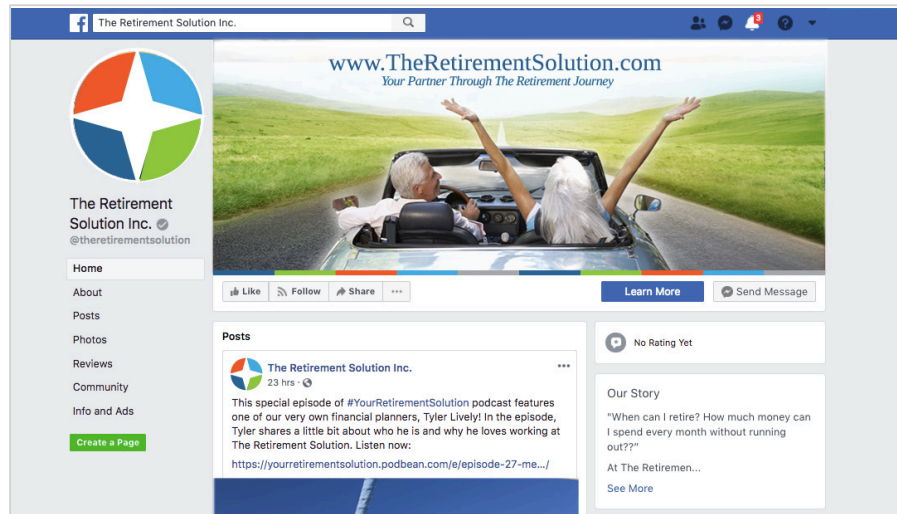 The Retirement Solution Inc.
3
www.TheRetirementSolution.com
Your Partner Through The Retirement Journey
The Retirement
Solution Inc.
@theretirementsolution
Home
About
Posts
Photos
Reviews
Community
Info and Ads
Create a Page
Like
Follow
Share
Learn More
Send Message
Posts
The Retirement Solution Inc.
23 hrs ·
This special episode of #YourRetirementSolution podcast features
one of our very own financial planners, Tyler Lively! In the episode,
Tyler shares a little bit about who he is and why he loves working at
The Retirement Solution. Listen now:
https://yourretirementsolution.podbean.com/e/episode-27-me.../
No Rating Yet
Our Story
"When can I retire? How much money can
I spend every month without running
out??"
At The Retiremen...
See More